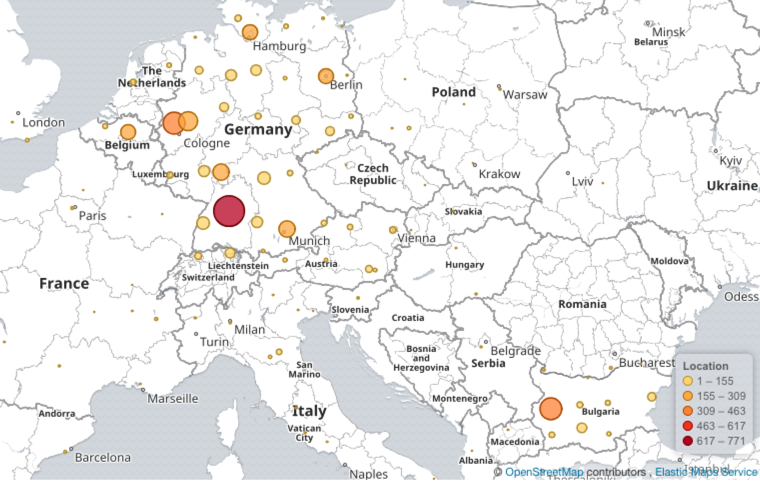 Minsk
Belarus
Hamburg
The
Netherlands
Berlin
Poland
Warsaw
London
Germany
Cologne
Belgium
Kyiv
Luxembourg
Czech
Republic
Krakow
Lviv
Ukraine
Paris
Slovakia
Munich
Vienna
Liechtenstein
Switzerland
Austria
Hungary
Moldova
France
Slovenia
Romania
Odess
Croatia
Milan
Turin
Belgrade
Bosnia
and
Herzegovina
Serbia
Bucharest
San
Marino
Location
1 – 155
155 – 309
309 – 463
463 – 617
617 – 771
Marseille
Montenegro
Andorra
Italy
Bulgaria
Vatican
City
Macedonia
Barcelona
Albania
Istanbul
Naples
© OpenStreetMap contributors , Elastic Maps Service
Thessaloniki